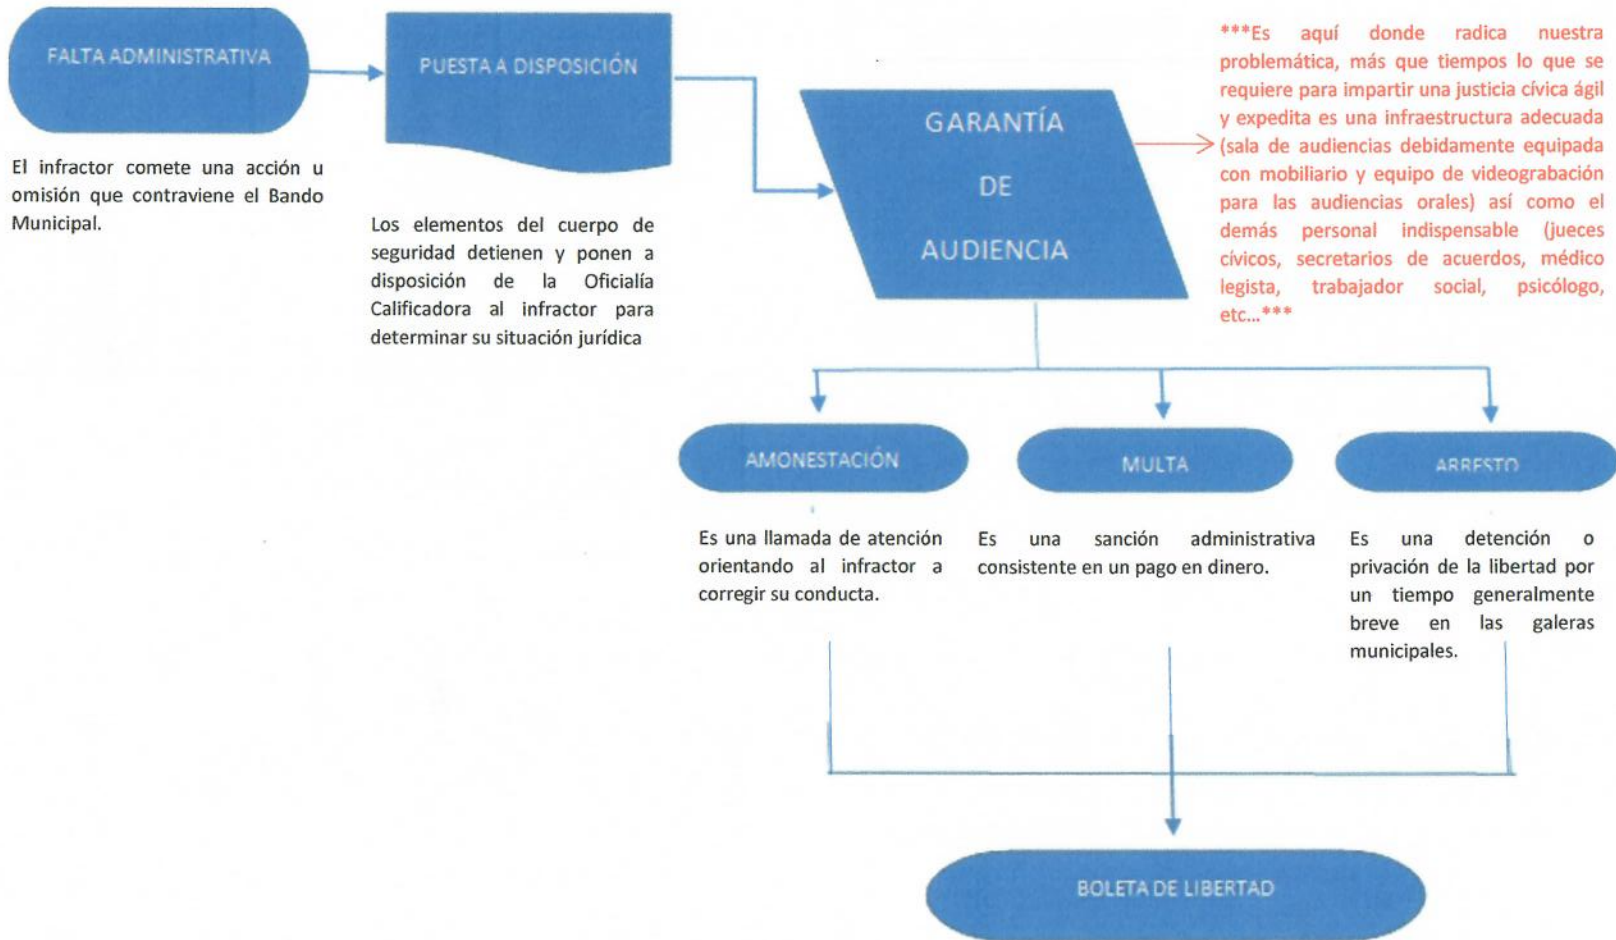 FALTA ADMINISTRATIVA
El infractor comete una acción u
omisión que contraviene el Bando
Municipal.
PUESTA A DISPOSICIÓN
Los elementos del cuerpo de
seguridad detienen y ponen a
disposición de la Oficialía
Calificadora al infractor para
determinar su situación jurídica
GARANTÍA
DE
AUDIENCIA
***Es aquí donde radica nuestra
problemática, más que tiempos lo que se
requiere para impartir una justicia cívica ágil
y expedita es una infraestructura adecuada
(sala de audiencias debidamente equipada
con mobiliario y equipo de videograbación
para las audiencias orales) así como el
demás personal indispensable (jueces
cívicos, secretarios de acuerdos, médico
legista, trabajador social, psicólogo,
etc...***
AMONESTACIÓN
Es una llamada de atención
orientando al infractor a
corregir su conducta.
MULTA
Es una sanción administrativa
consistente en un pago en dinero.
ARRESTO
Es una detención o
privación de la libertad por
un tiempo generalmente
breve en las galeras
municipales.
BOLETA DE LIBERTAD